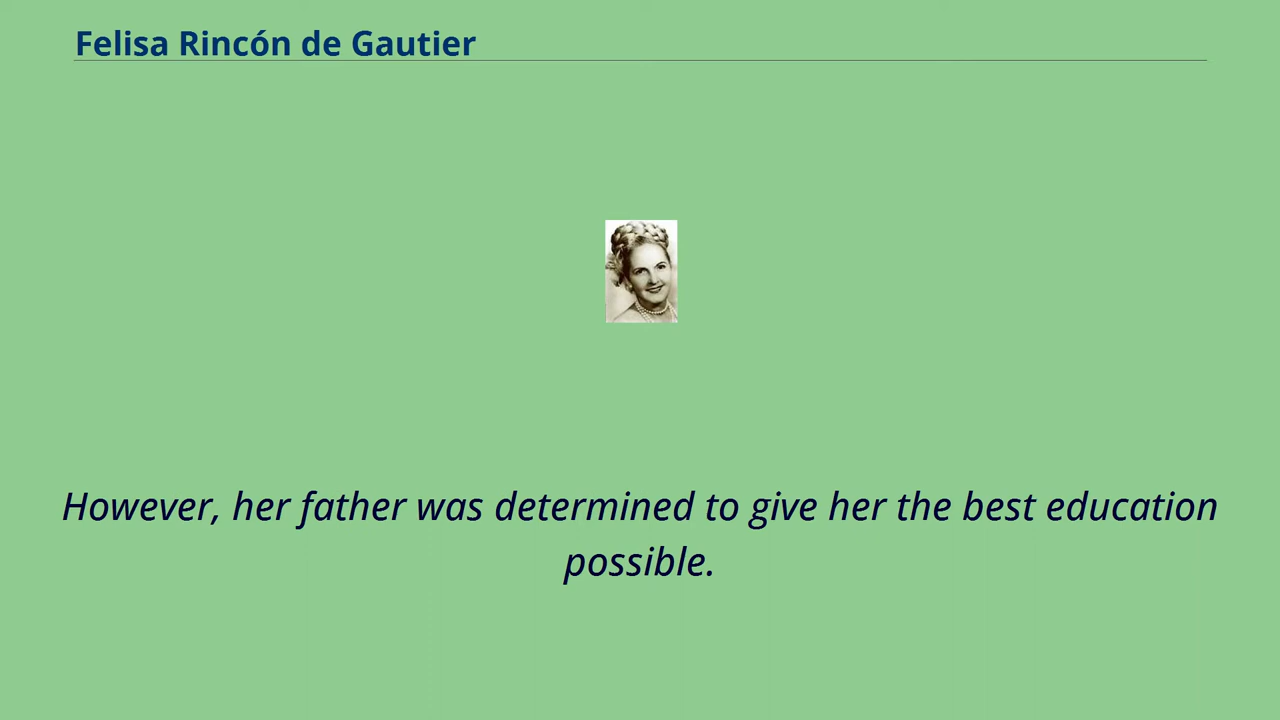 Felisa Rincón de Gautier
However, her father was determined to give her the best education
possible.